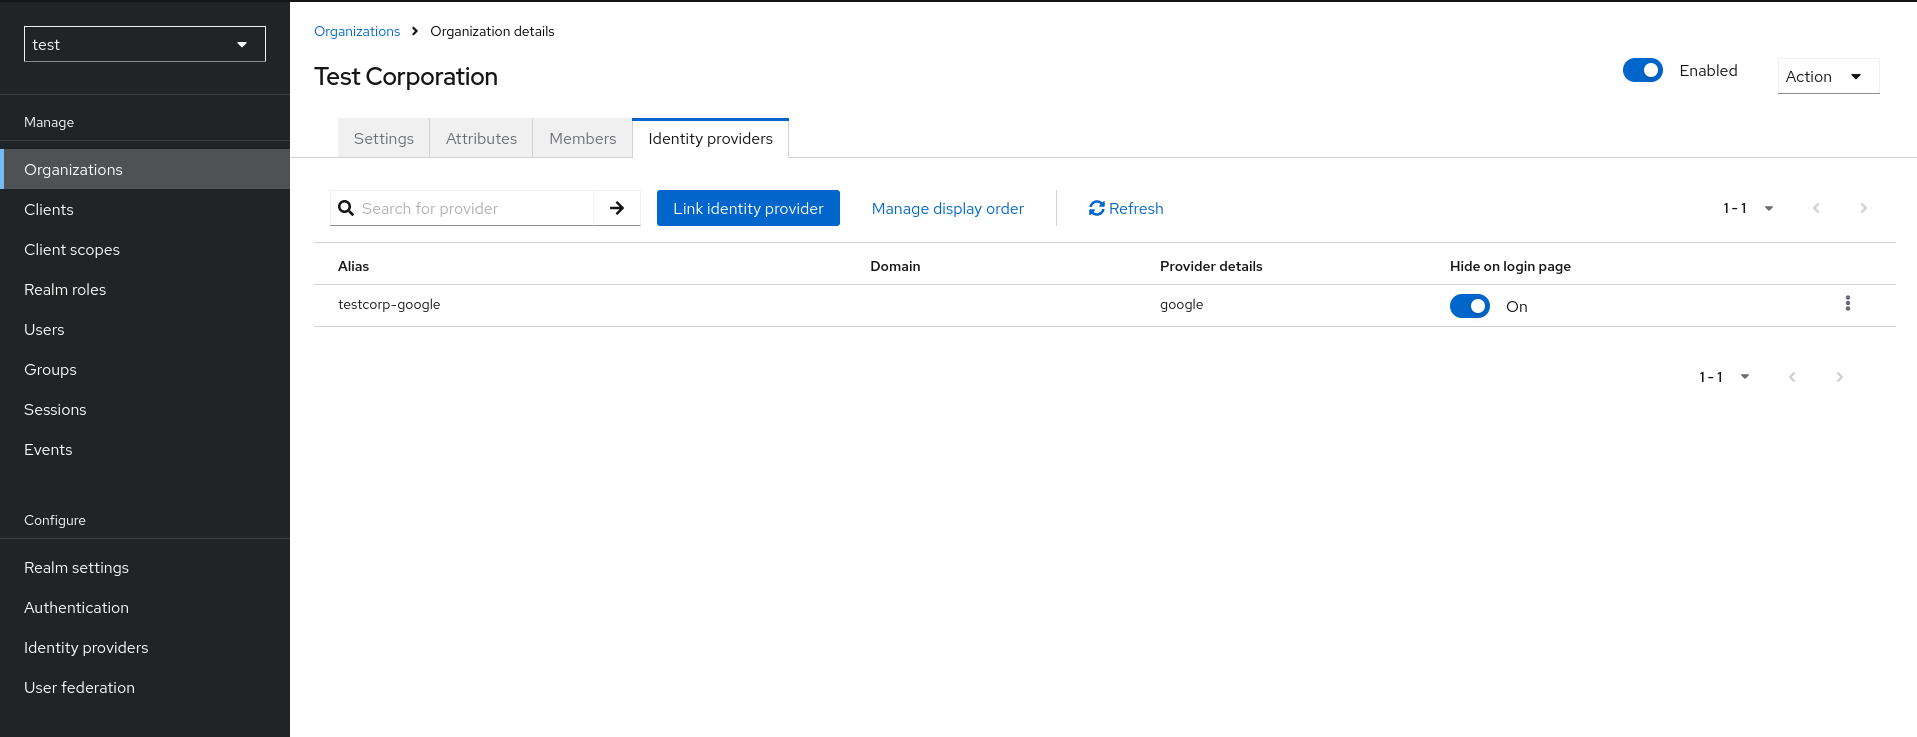 test
Manage
Organizations
Clients
Client scopes
Realm roles
Users
Groups
Sessions
Events
Configure
Realm settings
Authentication
Identity providers
User federation
Organizations Organization details
Test Corporation
Enabled
Action
Settings Attributes Members Identity providers
Search for provider Link identity provider Manage display order Refresh 1 - 1
Alias Domain Provider details Hide on login page
testcorp-google google On
1 - 1